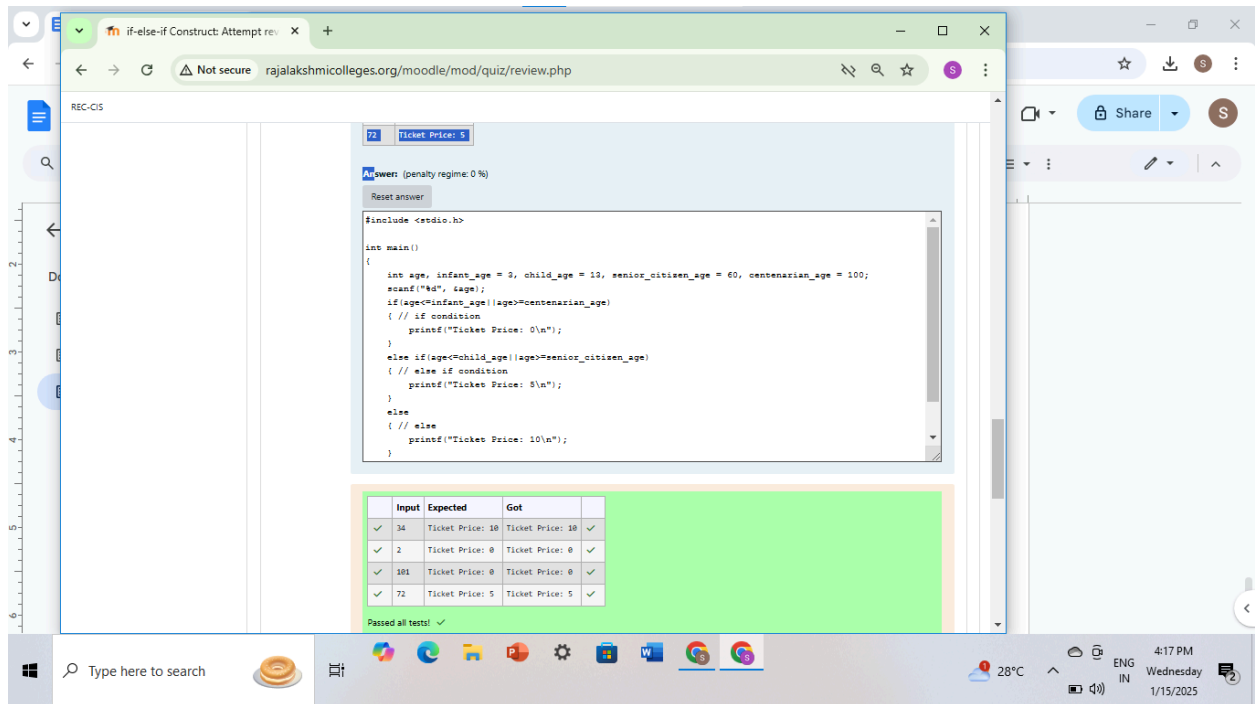 if-else-if Construct: Attempt rev
Not secure rajalakshmicolleges.org/moodle/mod/quiz/review.php
S
S
REC-CIS
Share
S
72 Ticket Price: 5
Answer: (penalty regime: 0 %)
Reset answer
#include <stdio.h>
int main()
{
int age, infant_age = 3, child_age = 13, senior_citizen_age = 60, centenarian_age = 100;
scanf("%d", &age);
if(age<=infant_age||age>=centenarian_age)
{ // if condition
printf("Ticket Price: 0\n");
}
else if(age<=child_age||age>=senior_citizen_age)
{ // else if condition
printf("Ticket Price: 5\n");
}
else
{ // else
printf("Ticket Price: 10\n");
}
Input Expected Got
34 Ticket Price: 10 Ticket Price: 10
2 Ticket Price: 0 Ticket Price: 0
101 Ticket Price: 0 Ticket Price: 0
72 Ticket Price: 5 Ticket Price: 5
Passed all tests!
2
3
4
5
6
Type here to search
28°C
ENG
IN
4:17 PM
Wednesday
1/15/2025
2